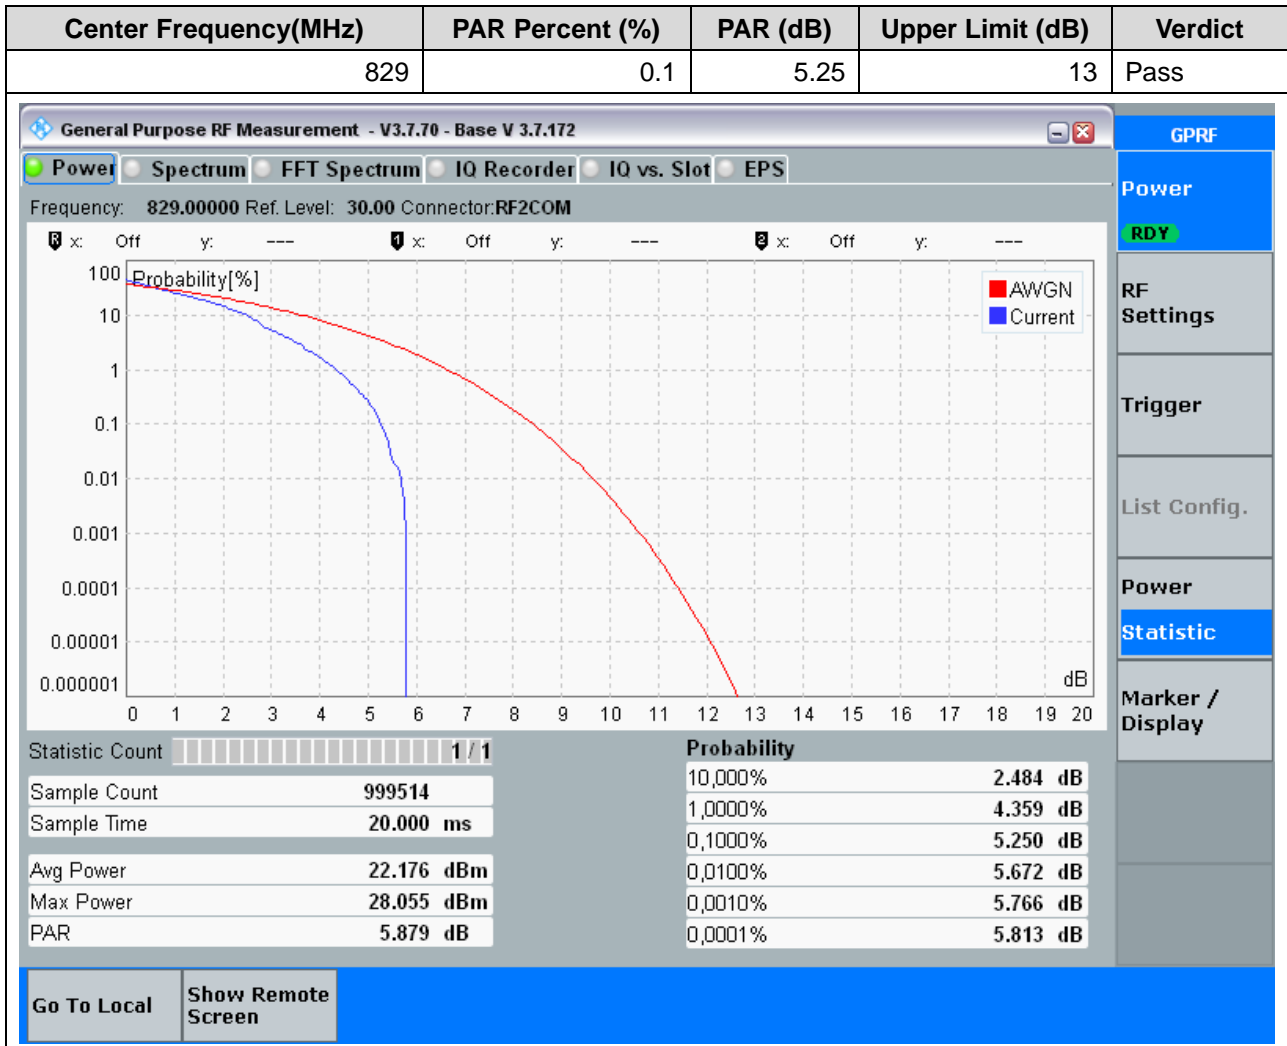 Center Frequency(MHz) PAR Percent (%) PAR (dB) Upper Limit (dB) Verdict
829 0.1 5.25 13 Pass
General Purpose RF Measurement - V3.7.70 - Base V 3.7.172
GPRF
Power Spectrum FFT Spectrum IQ Recorder IQ vs. Slot EPS
Frequency: 829.00000 Ref. Level: 30.00 Connector:RF2COM
R x: Off y: --- 1 x: Off y: --- 2 x: Off y: ---
Probability[%]
AWGN
Current
100
10
1
0.1
0.01
0.001
0.0001
0.00001
0.000001
dB
0 1 2 3 4 5 6 7 8 9 10 11 12 13 14 15 16 17 18 19 20
Statistic Count 1 / 1
Sample Count 999514
Sample Time 20.000 ms
Avg Power 22.176 dBm
Max Power 28.055 dBm
PAR 5.879 dB
Probability
10,000% 2.484 dB
1,0000% 4.359 dB
0,1000% 5.250 dB
0,0100% 5.672 dB
0,0010% 5.766 dB
0,0001% 5.813 dB
Power
RDY
RF
Settings
Trigger
List Config.
Power
Statistic
Marker /
Display
Go To Local
Show Remote
Screen